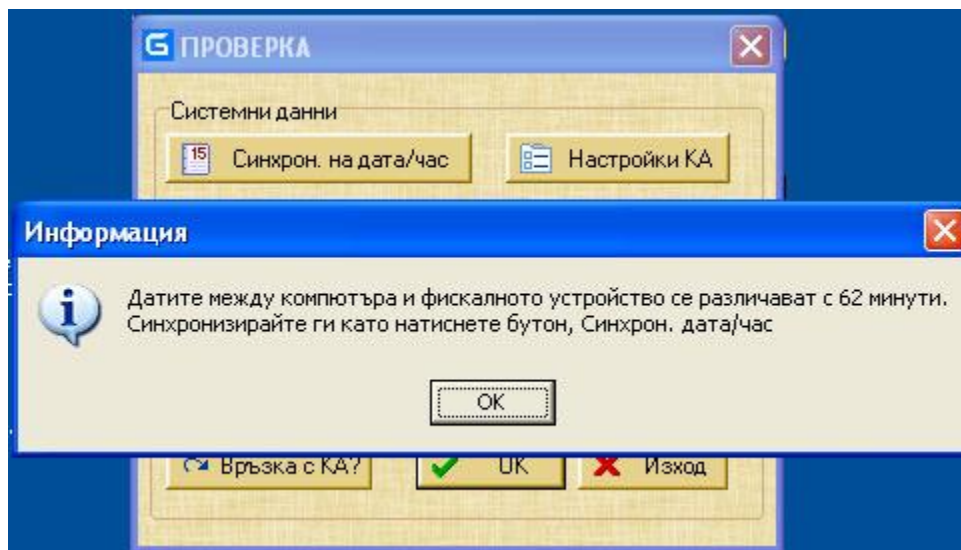 ПРОВЕРКА
Системни данни
15 Синхрон. на дата/час
Настройки КА
Информация
Датите между компютъра и фискалното устройство се различават с 62 минути.
Синхронизирайте ги като натиснете бутон, Синхрон. дата/час
OK
Връзка с КА?
OK
Изход